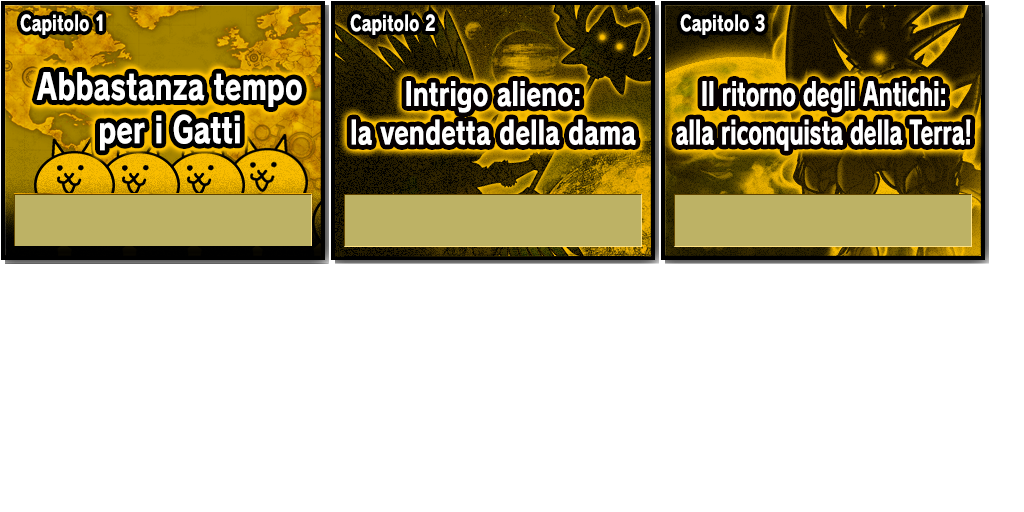 Capitolo 1
Abbastanza tempo
per i Gatti
Capitolo 2
Intrigo alieno:
la vendetta della dama
Capitolo 3
Il ritorno degli Antichi:
alla riconquista della Terra!